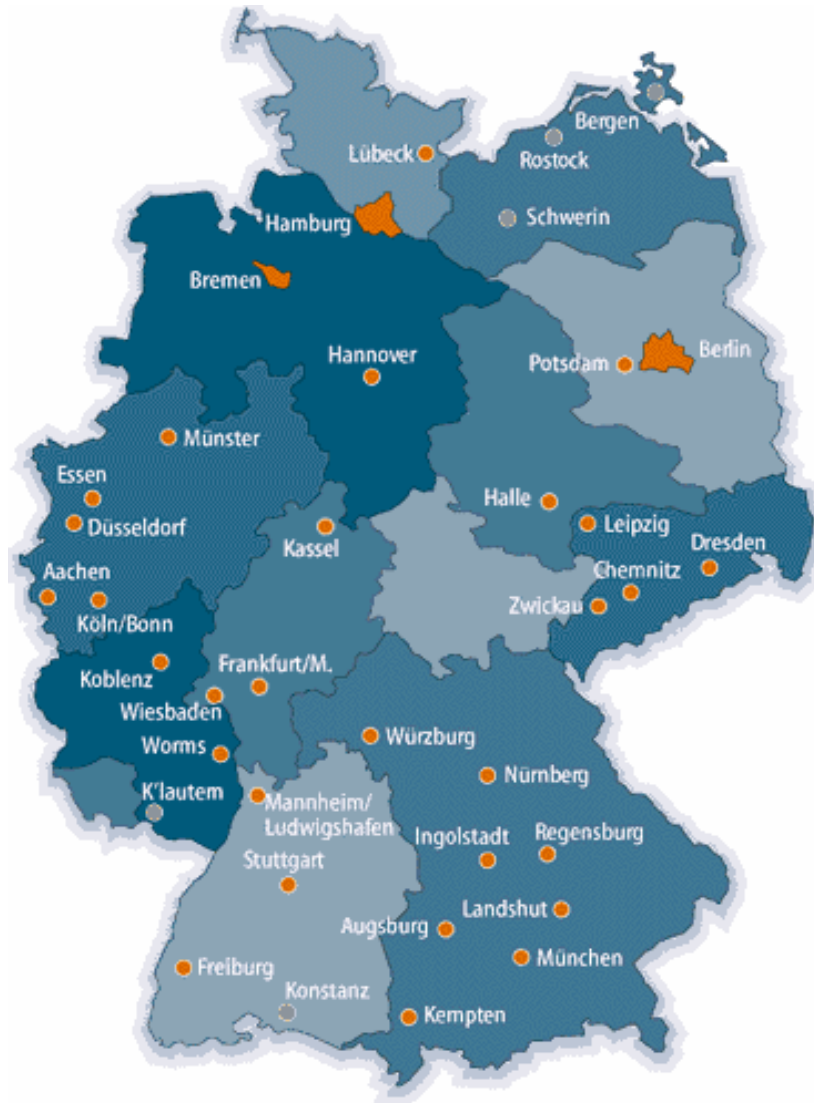 Bergen
Lübeck
Rostock
Schwerin
Hamburg
Bremen
Hannover
Potsdam
Berlin
Münster
Essen
Düsseldorf
Halle
Leipzig
Kassel
Dresden
Aachen
Chemnitz
Köln/Bonn
Zwickau
Koblenz
Frankfurt/M.
Wiesbaden
Worms
Würzburg
Nürnberg
K'lautern
Mannheim/
Ludwigshafen
Ingolstadt
Regensburg
Stuttgart
Landshut
Augsburg
München
Freiburg
Konstanz
Kempten